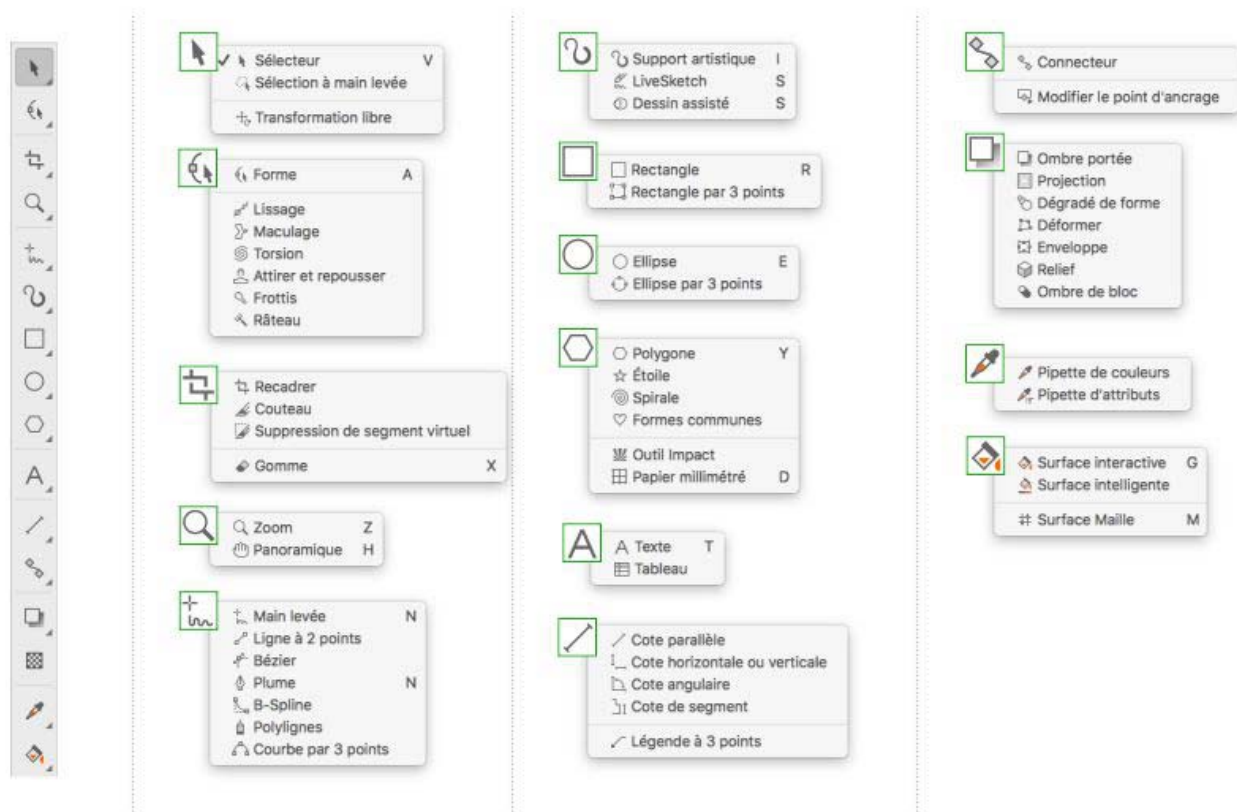 Sélecteur V
Sélection à main levée
Transformation libre
Forme A
Lissage
Maculage
Torsion
Attirer et repousser
Frottis
Râteau
Recadrer
Couteau
Suppression de segment virtuel
Gomme X
Zoom Z
Panoramique H
Main levée N
Ligne à 2 points
Bézier
Plume N
B-Spline
Polylignes
Courbe par 3 points
Support artistique I
LiveSketch S
Dessin assisté S
Rectangle R
Rectangle par 3 points
Ellipse E
Ellipse par 3 points
Polygone Y
Étoile
Spirale
Formes communes
Outil Impact
Papier millimétré D
Texte T
Tableau
Cote parallèle
Cote horizontale ou verticale
Cote angulaire
Cote de segment
Légende à 3 points
Connecteur
Modifier le point d'ancrage
Ombre portée
Projection
Dégradé de forme
Déformer
Enveloppe
Relief
Ombre de bloc
Pipette de couleurs
Pipette d'attributs
Surface interactive G
Surface intelligente
Surface Maille M